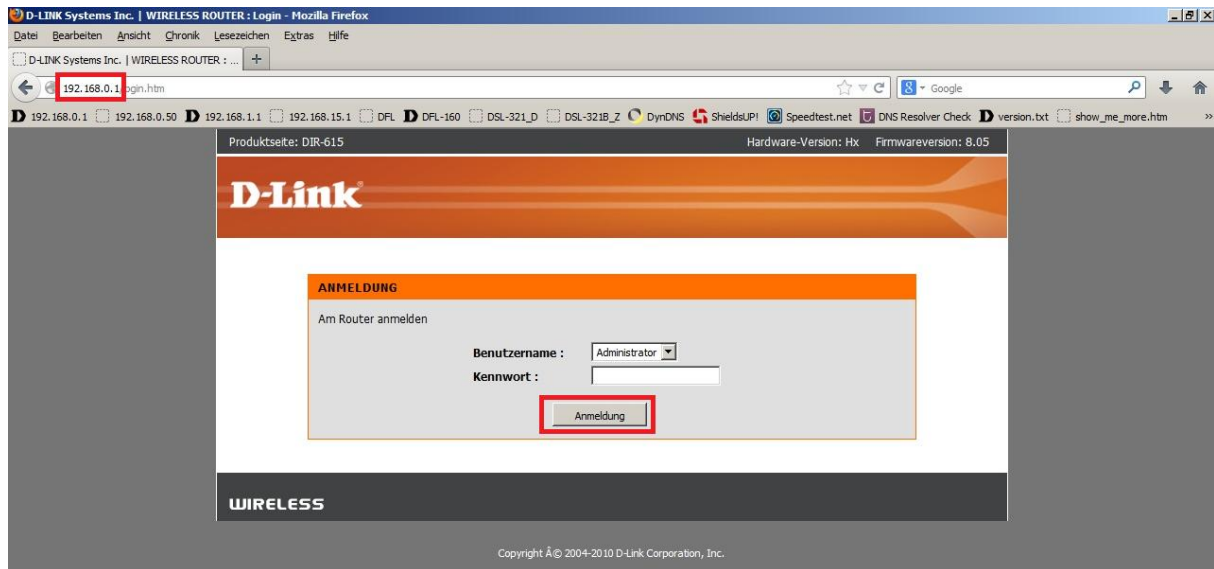 D-LINK Systems Inc. | WIRELESS ROUTER : Login - Mozilla Firefox
Datei Bearbeiten Ansicht Chronik Lesezeichen Extras Hilfe
D-LINK Systems Inc. | WIRELESS ROUTER : ... +
192.168.0.1/login.htm Google
192.168.0.1 192.168.0.50 192.168.1.1 192.168.15.1 DFL DFL-160 DSL-321_D DSL-321B_Z DynDNS ShieldsUP! Speedtest.net DNS Resolver Check version.txt show_me_more.htm »
Produktseite: DIR-615 Hardware-Version: Hx Firmwareversion: 8.05
D-Link
ANMELDUNG
Am Router anmelden
Benutzername : Administrator
Kennwort :
Anmeldung
WIRELESS
Copyright Â© 2004-2010 D-Link Corporation, Inc.